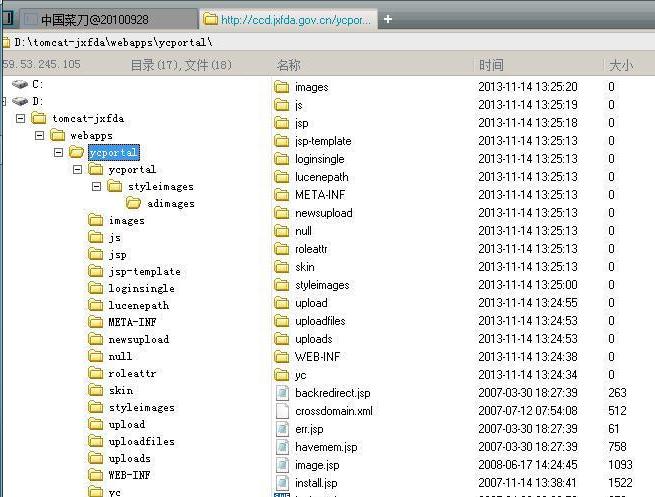 中国菜刀@20100928 http://ccd.jxfda.gov.cn/ycpor... +
D:\tomcat-jxfda\webapps\ycportal\
59.53.245.105 目录(17),文件(18) 名称 时间 大小
C:
D:
tomcat-jxfda
webapps
ycportal
ycportal
styleimages
adimages
images
js
jsp
jsp-template
loginsingle
lucenepath
META-INF
newsupload
null
roleattr
skin
styleimages
upload
uploadfiles
uploads
WEB-INF
yc
images 2013-11-14 13:25:20 0
js 2013-11-14 13:25:19 0
jsp 2013-11-14 13:25:18 0
jsp-template 2013-11-14 13:25:13 0
loginsingle 2013-11-14 13:25:13 0
lucenepath 2013-11-14 13:25:13 0
META-INF 2013-11-14 13:25:13 0
newsupload 2013-11-14 13:25:13 0
null 2013-11-14 13:25:13 0
roleattr 2013-11-14 13:25:13 0
skin 2013-11-14 13:25:13 0
styleimages 2013-11-14 13:25:00 0
upload 2013-11-14 13:24:55 0
uploadfiles 2013-11-14 13:24:53 0
uploads 2013-11-14 13:24:53 0
WEB-INF 2013-11-14 13:24:38 0
yc 2013-11-14 13:24:34 0
backredirect.jsp 2007-03-30 18:27:39 263
crossdomain.xml 2007-07-12 07:54:08 512
err.jsp 2007-03-30 18:27:39 61
havemem.jsp 2007-03-30 18:27:39 758
image.jsp 2008-06-17 14:24:45 1093
install.jsp 2007-11-14 13:38:41 1522